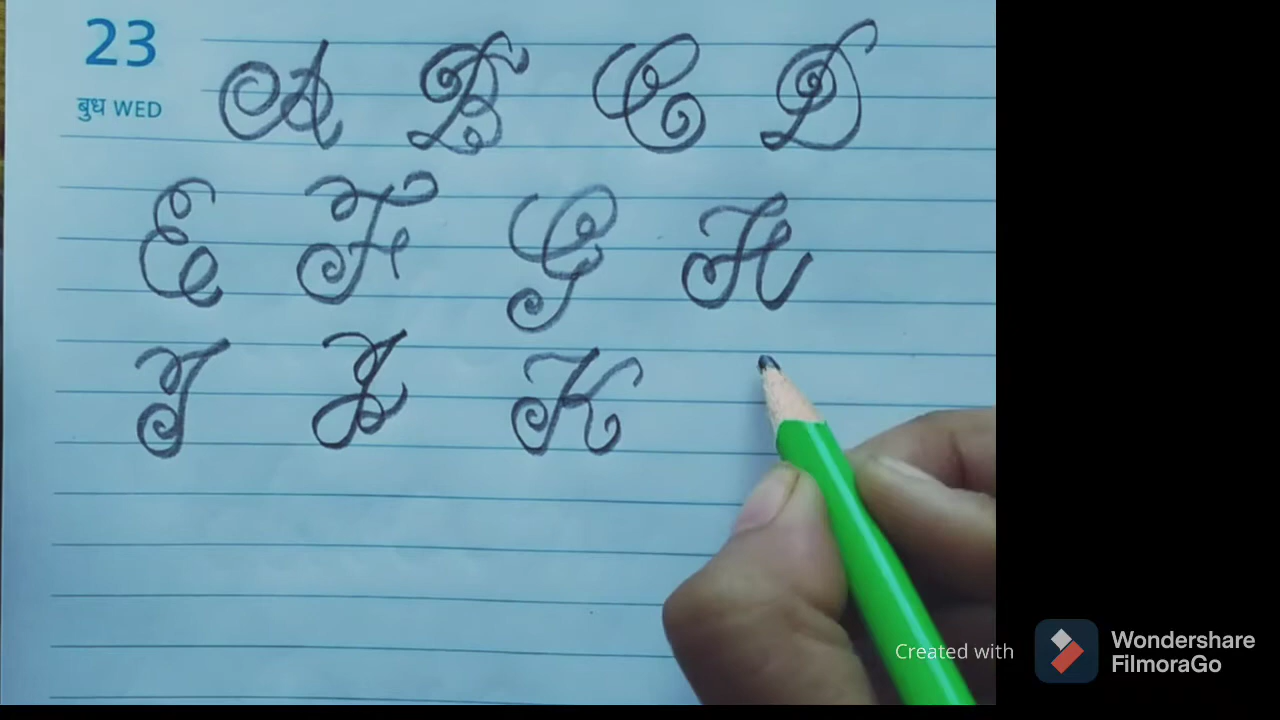 23
बुध WED
A B C D
E F G H
I J K
Created with Wondershare FilmoraGo